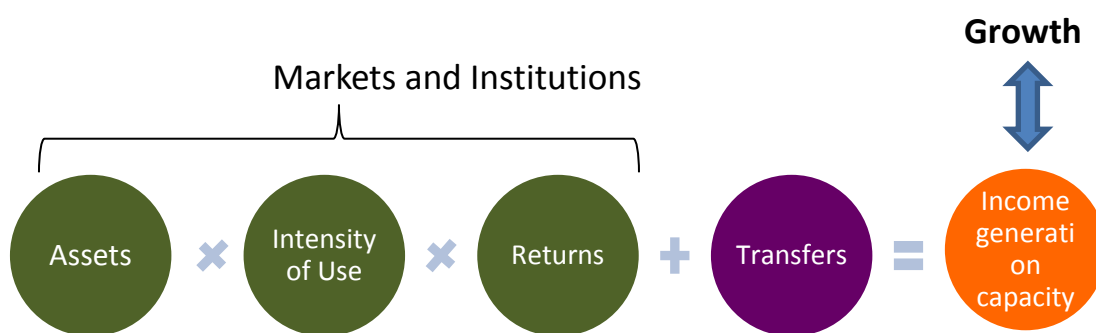 Growth
Markets and Institutions
Assets
Intensity
of Use
Returns
Transfers
Income
generati
on
capacity